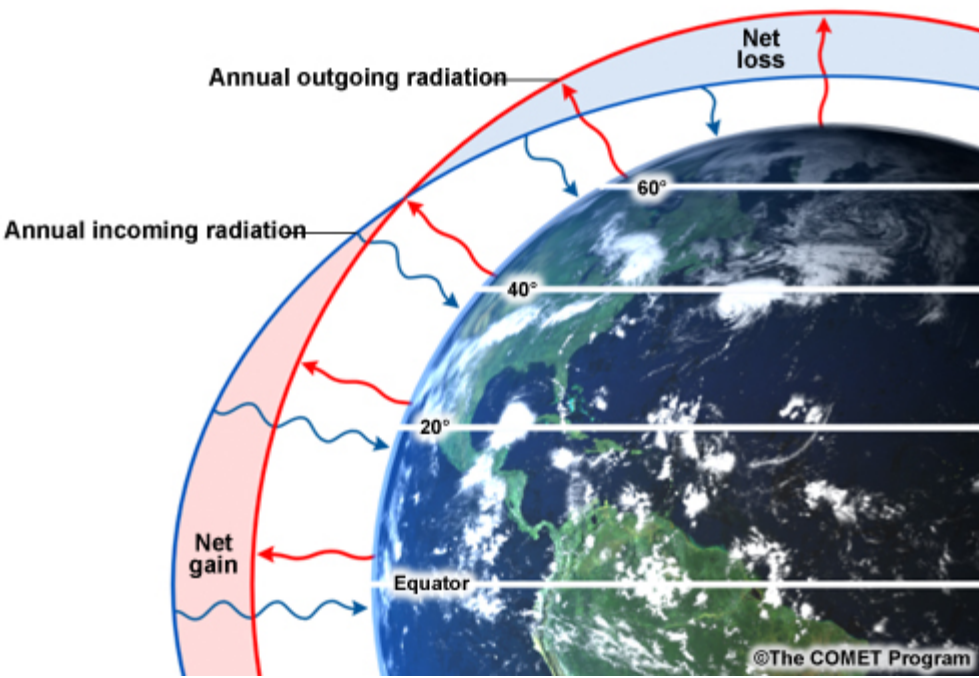 Net
loss
Annual outgoing radiation
60°
Annual incoming radiation
40°
20°
Net
gain
Equator
©The COMET Program